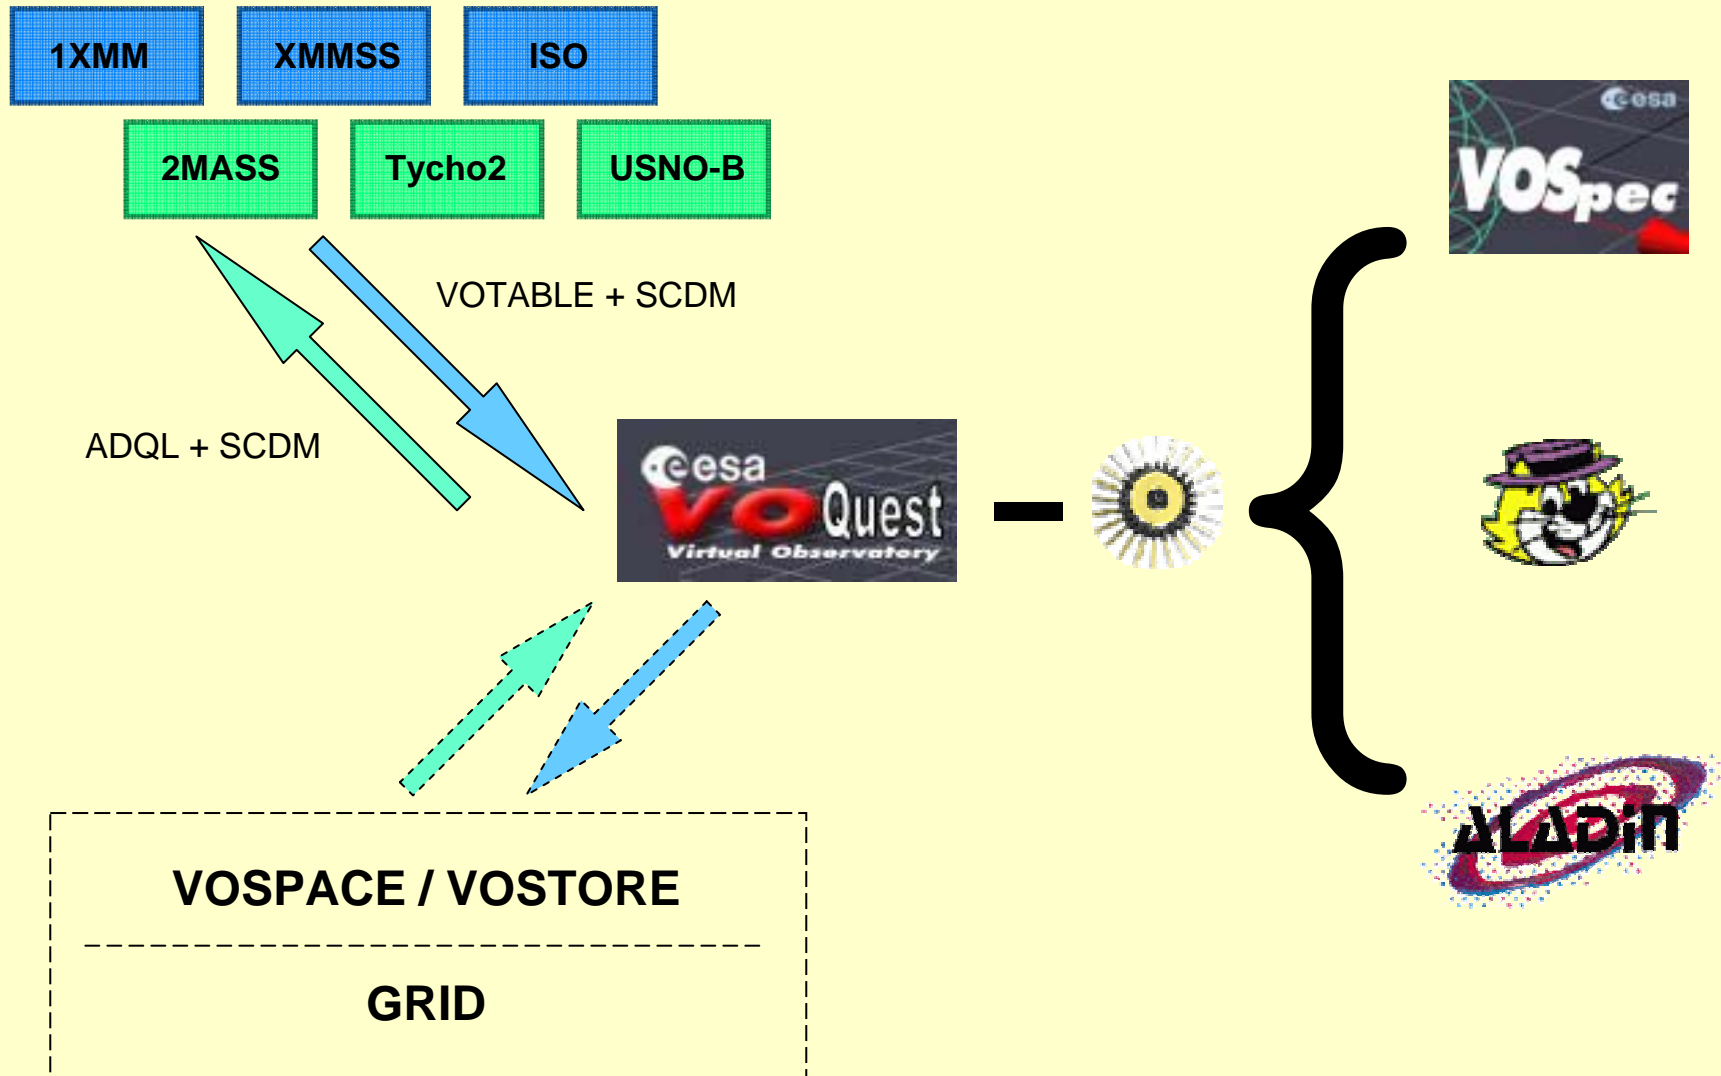 1XMM
XMMSS
ISO
2MASS
Tycho2
USNO-B
VOTABLE + SCDM
ADQL + SCDM
esa
VOSpec
esa
VO Quest
Virtual Observatory
ALADiN
VOSPACE / VOSTORE
GRID